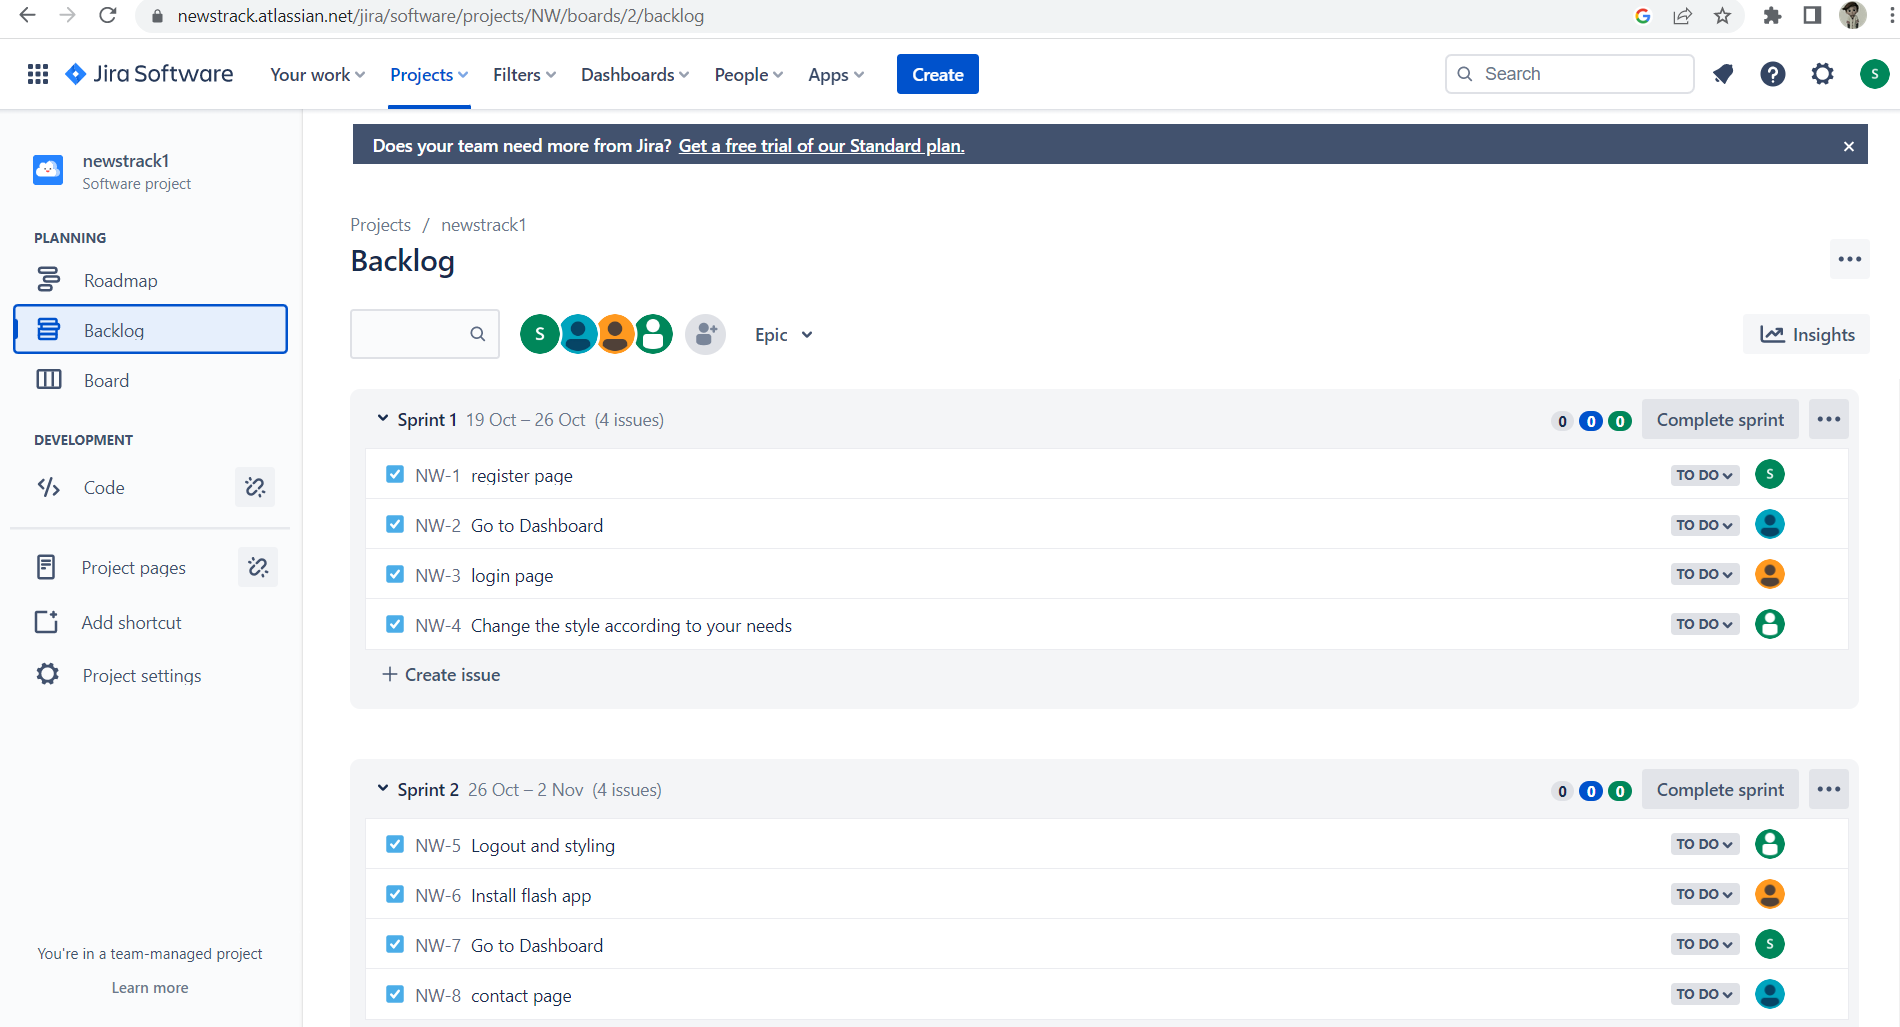 newstrack.atlassian.net/jira/software/projects/NW/boards/2/backlog
Jira Software Your work Projects Filters Dashboards People Apps Create Search S
Does your team need more from Jira? Get a free trial of our Standard plan.
newstrack1
Software project
PLANNING
Roadmap
Backlog
Board
DEVELOPMENT
Code
Project pages
Add shortcut
Project settings
You're in a team-managed project
Learn more
Projects / newstrack1
Backlog
S Epic Insights
Sprint 1 19 Oct – 26 Oct (4 issues) 0 0 0 Complete sprint
NW-1 register page TO DO S
NW-2 Go to Dashboard TO DO
NW-3 login page TO DO
NW-4 Change the style according to your needs TO DO
+ Create issue
Sprint 2 26 Oct – 2 Nov (4 issues) 0 0 0 Complete sprint
NW-5 Logout and styling TO DO
NW-6 Install flash app TO DO
NW-7 Go to Dashboard TO DO S
NW-8 contact page TO DO